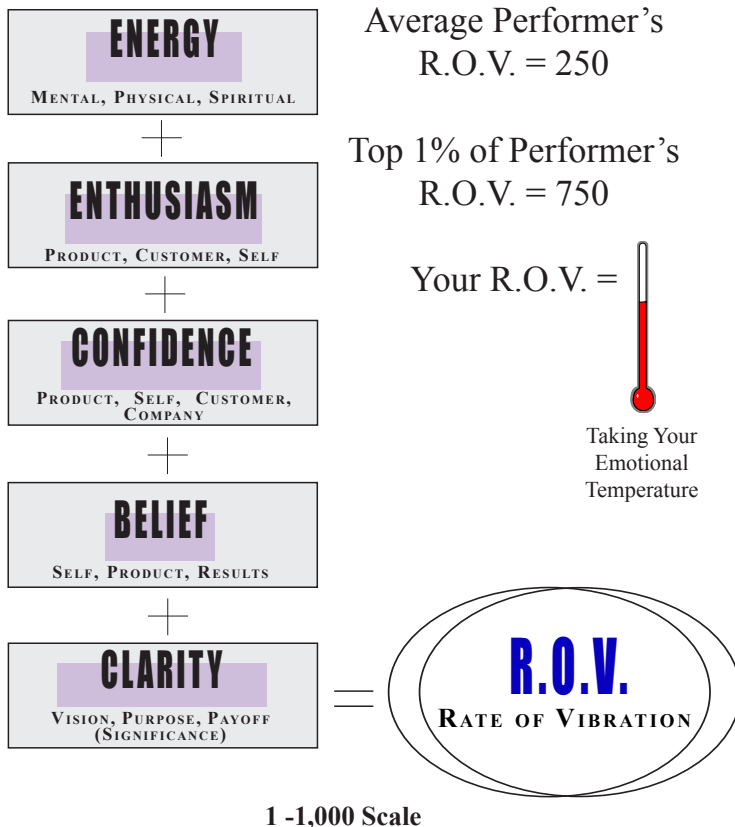 ENERGY
Mental, Physical, Spiritual
+
ENTHUSIASM
Product, Customer, Self
+
CONFIDENCE
Product, Self, Customer,
Company
+
BELIEF
Self, Product, Results
+
CLARITY
Vision, Purpose, Payoff
(Significance)
=
R.O.V.
Rate of Vibration
Average Performer’s
R.O.V. = 250
Top 1% of Performer’s
R.O.V. = 750
Your R.O.V. =
Taking Your
Emotional
Temperature
1 -1,000 Scale